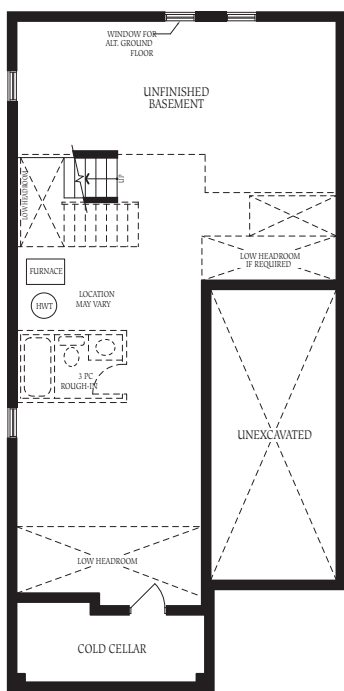 WINDOW FOR
ALT. GROUND
FLOOR
UNFINISHED
BASEMENT
LOW HEADROOM
UP
LOW HEADROOM
IF REQUIRED
FURNACE
HWT
LOCATION
MAY VARY
3 PC
ROUGH-IN
UNEXCAVATED
LOW HEADROOM
COLD CELLAR